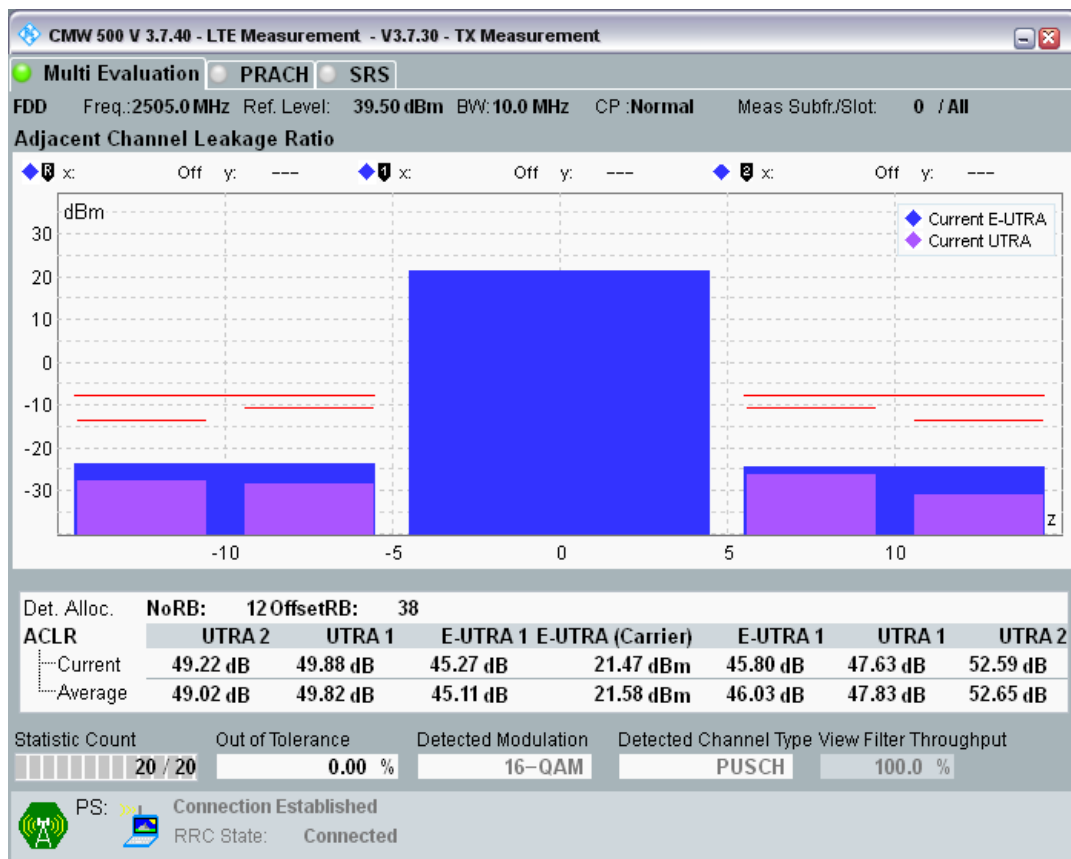 CMW 500 V 3.7.40 - LTE Measurement - V3.7.30 - TX Measurement
Multi Evaluation PRACH SRS
FDD Freq.:2505.0 MHz Ref. Level: 39.50 dBm BW:10.0 MHz CP :Normal Meas Subfr./Slot: 0 / All
Adjacent Channel Leakage Ratio
R x: Off y: --- 1 x: Off y: --- 2 x: Off y: ---
dBm
Current E-UTRA
Current UTRA
30
20
10
0
-10
-20
-30
z
-10 -5 0 5 10
Det. Alloc. NoRB: 12 OffsetRB: 38
ACLR UTRA 2 UTRA 1 E-UTRA 1 E-UTRA (Carrier) E-UTRA 1 UTRA 1 UTRA 2
Current 49.22 dB 49.88 dB 45.27 dB 21.47 dBm 45.80 dB 47.63 dB 52.59 dB
Average 49.02 dB 49.82 dB 45.11 dB 21.58 dBm 46.03 dB 47.83 dB 52.65 dB
Statistic Count Out of Tolerance Detected Modulation Detected Channel Type View Filter Throughput
20 / 20 0.00 % 16-QAM PUSCH 100.0 %
PS: Connection Established
RRC State: Connected